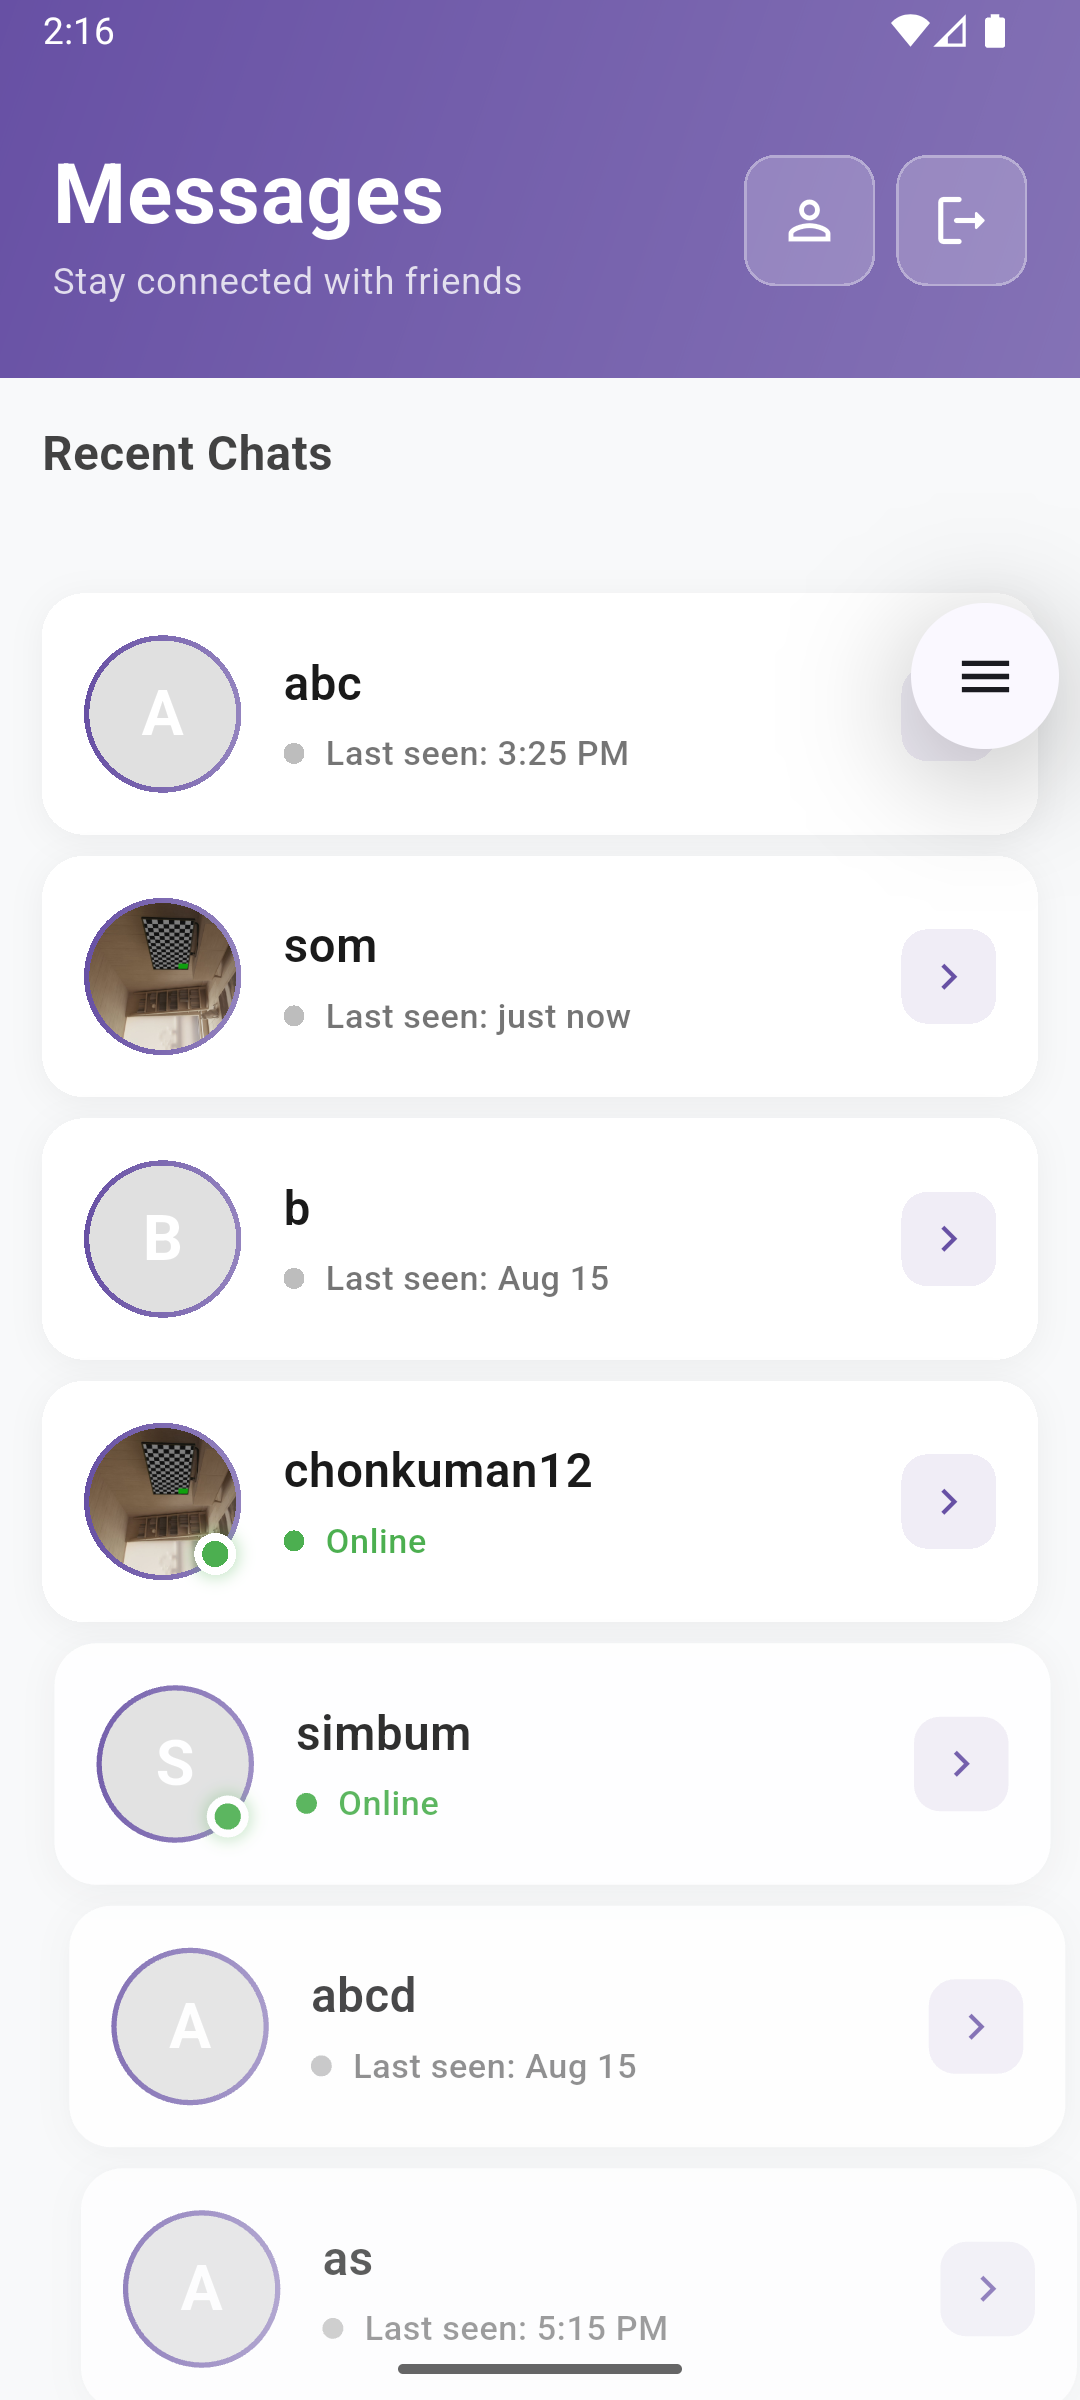 2:16
Messages
Stay connected with friends
Recent Chats
A
abc
Last seen: 3:25 PM
som
Last seen: just now
B
b
Last seen: Aug 15
chonkuman12
Online
S
simbum
Online
A
abcd
Last seen: Aug 15
A
as
Last seen: 5:15 PM